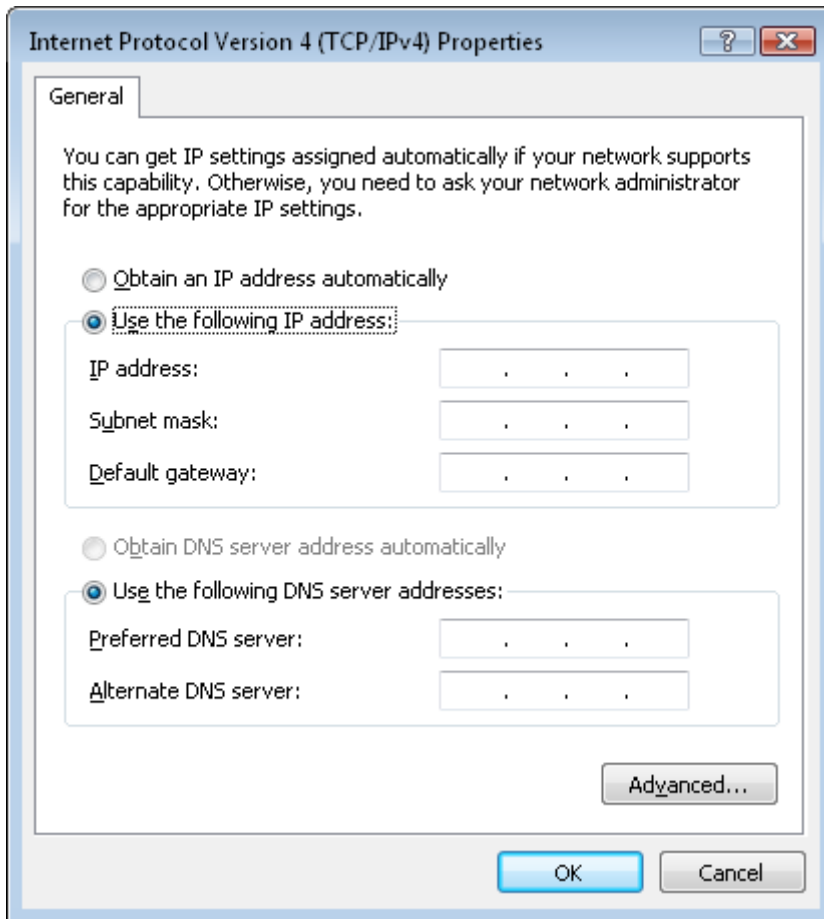 Internet Protocol Version 4 (TCP/IPv4) Properties
General
You can get IP settings assigned automatically if your network supports
this capability. Otherwise, you need to ask your network administrator
for the appropriate IP settings.
Obtain an IP address automatically
Use the following IP address:
IP address:
. . .
Subnet mask:
. . .
Default gateway:
. . .
Obtain DNS server address automatically
Use the following DNS server addresses:
Preferred DNS server:
. . .
Alternate DNS server:
. . .
Advanced...
OK
Cancel